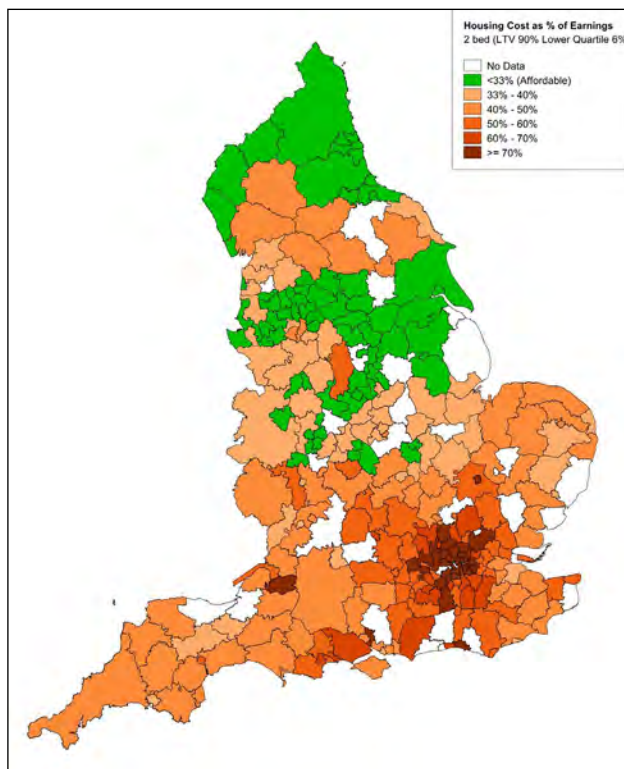 Housing Cost as % of Earnings
2 bed (LTV 90% Lower Quartile 6%
No Data
<33% (Affordable)
33% - 40%
40% - 50%
50% - 60%
60% - 70%
>= 70%